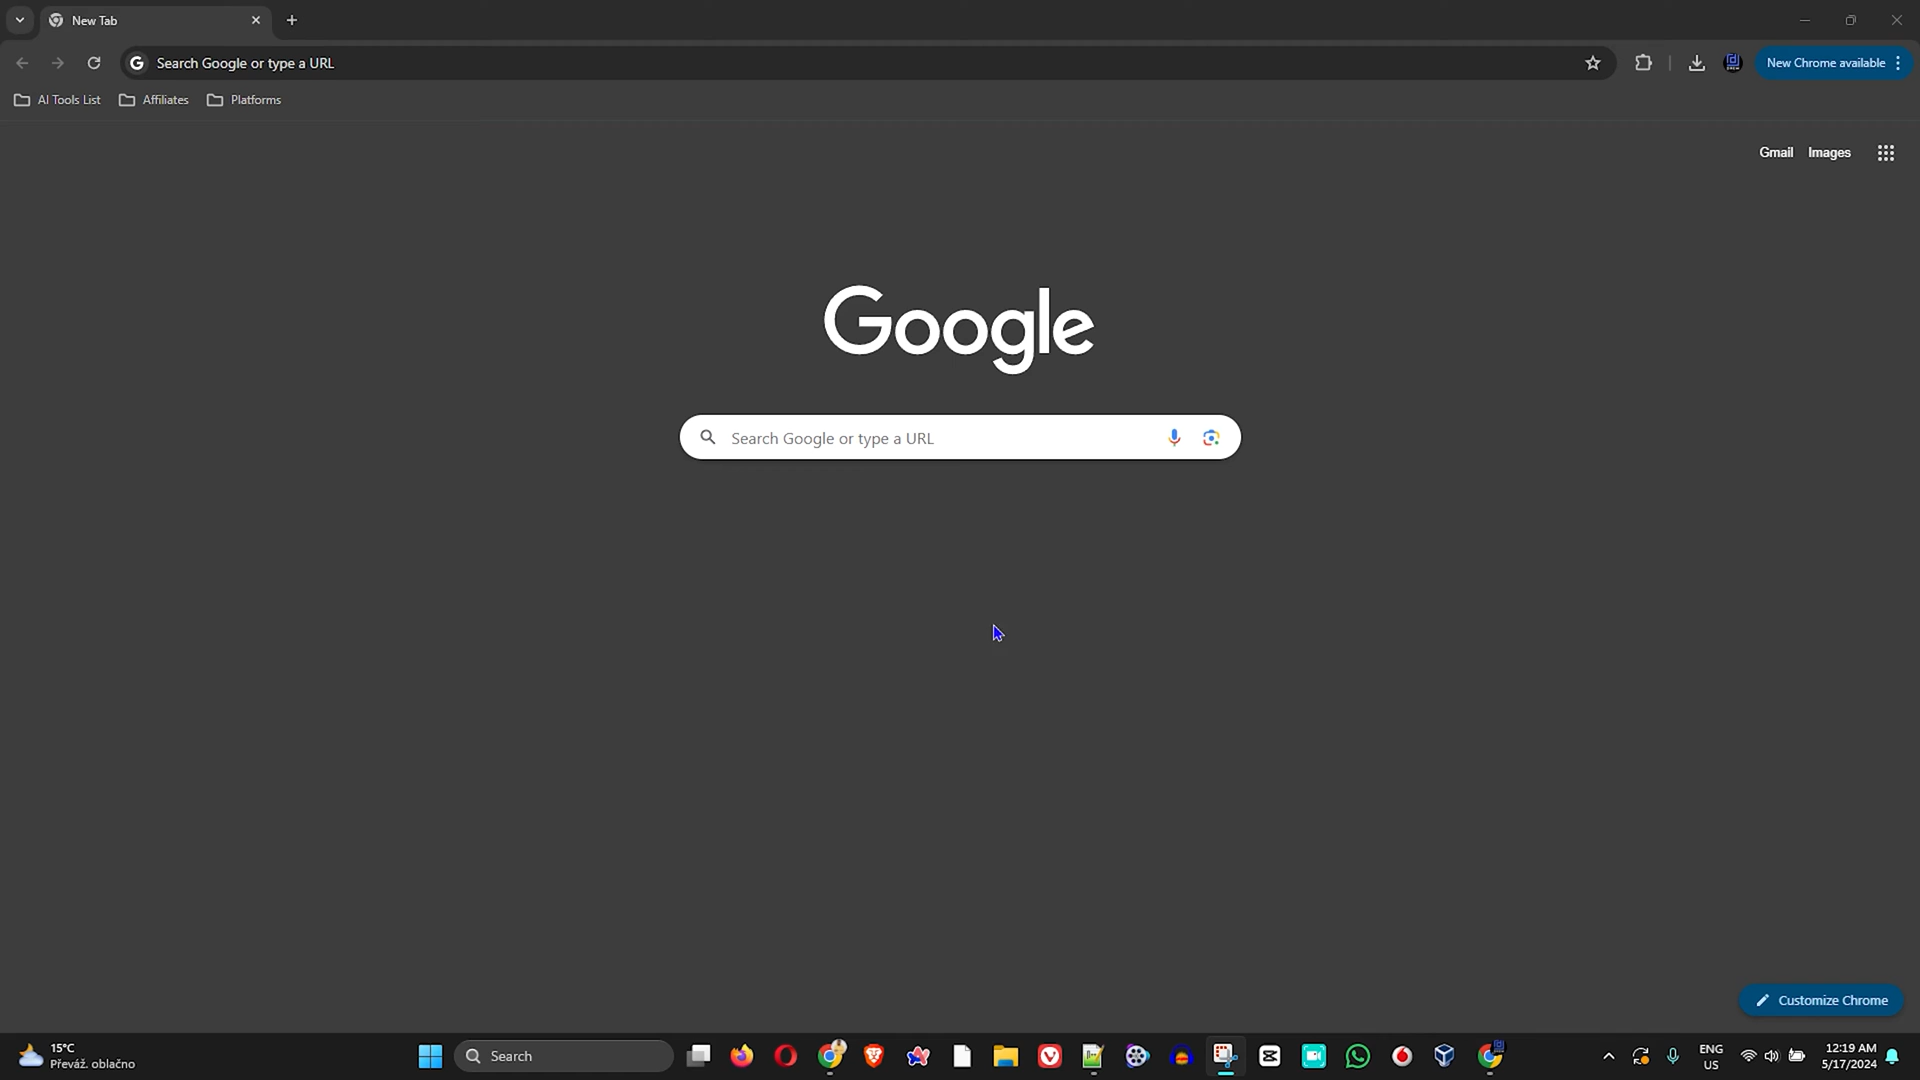 New Tab
Search Google or type a URL
New Chrome available
AI Tools List
Affiliates
Platforms
Gmail
Images
Google
Search Google or type a URL
Customize Chrome
15°C
Převáž. oblačno
Search
ENG
US
12:19 AM
5/17/2024